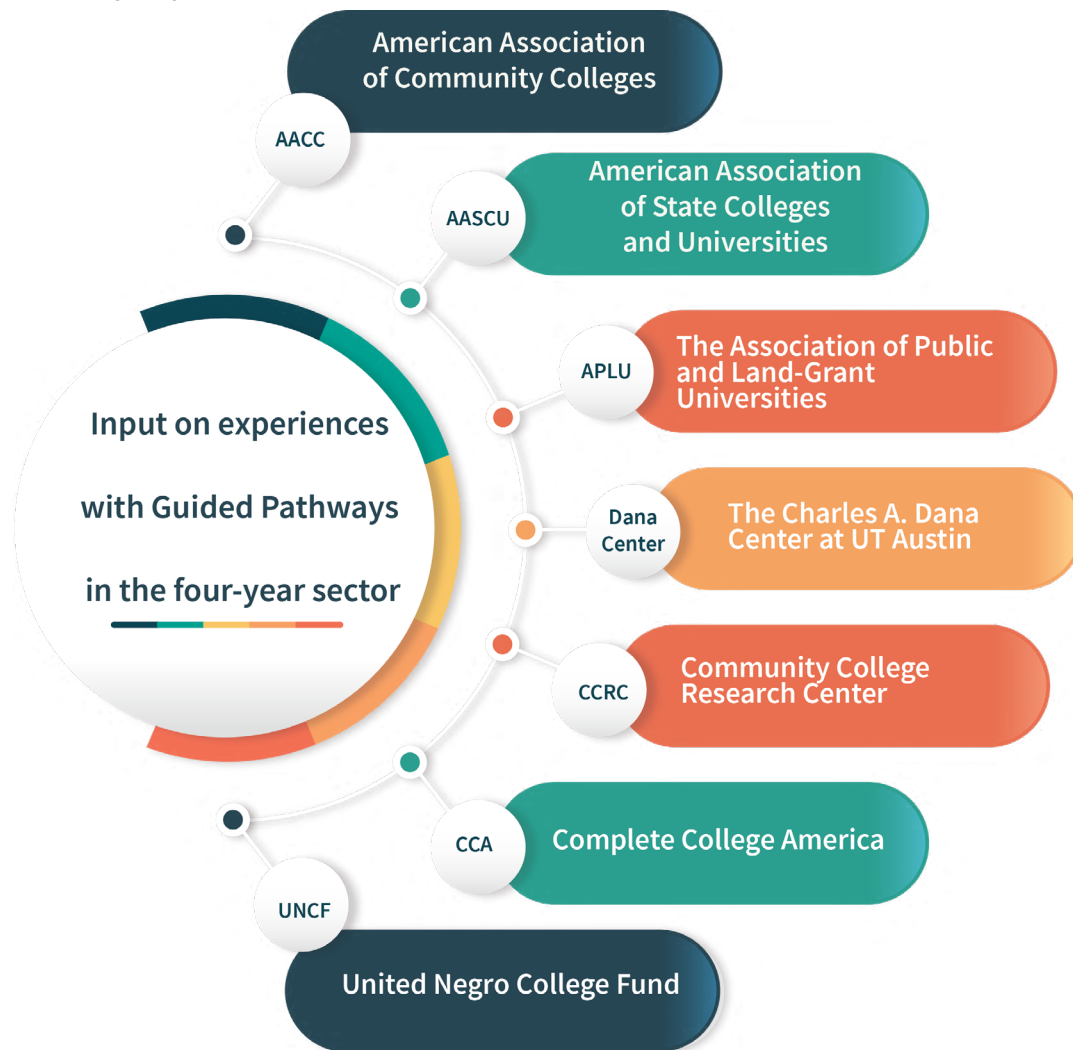 American Association
of Community Colleges
AACC
American Association
of State Colleges
and Universities
AASCU
The Association of Public
and Land-Grant
Universities
APLU
Input on experiences
with Guided Pathways
in the four-year sector
Dana
Center
The Charles A. Dana
Center at UT Austin
CCRC
Community College
Research Center
CCA
Complete College America
UNCF
United Negro College Fund